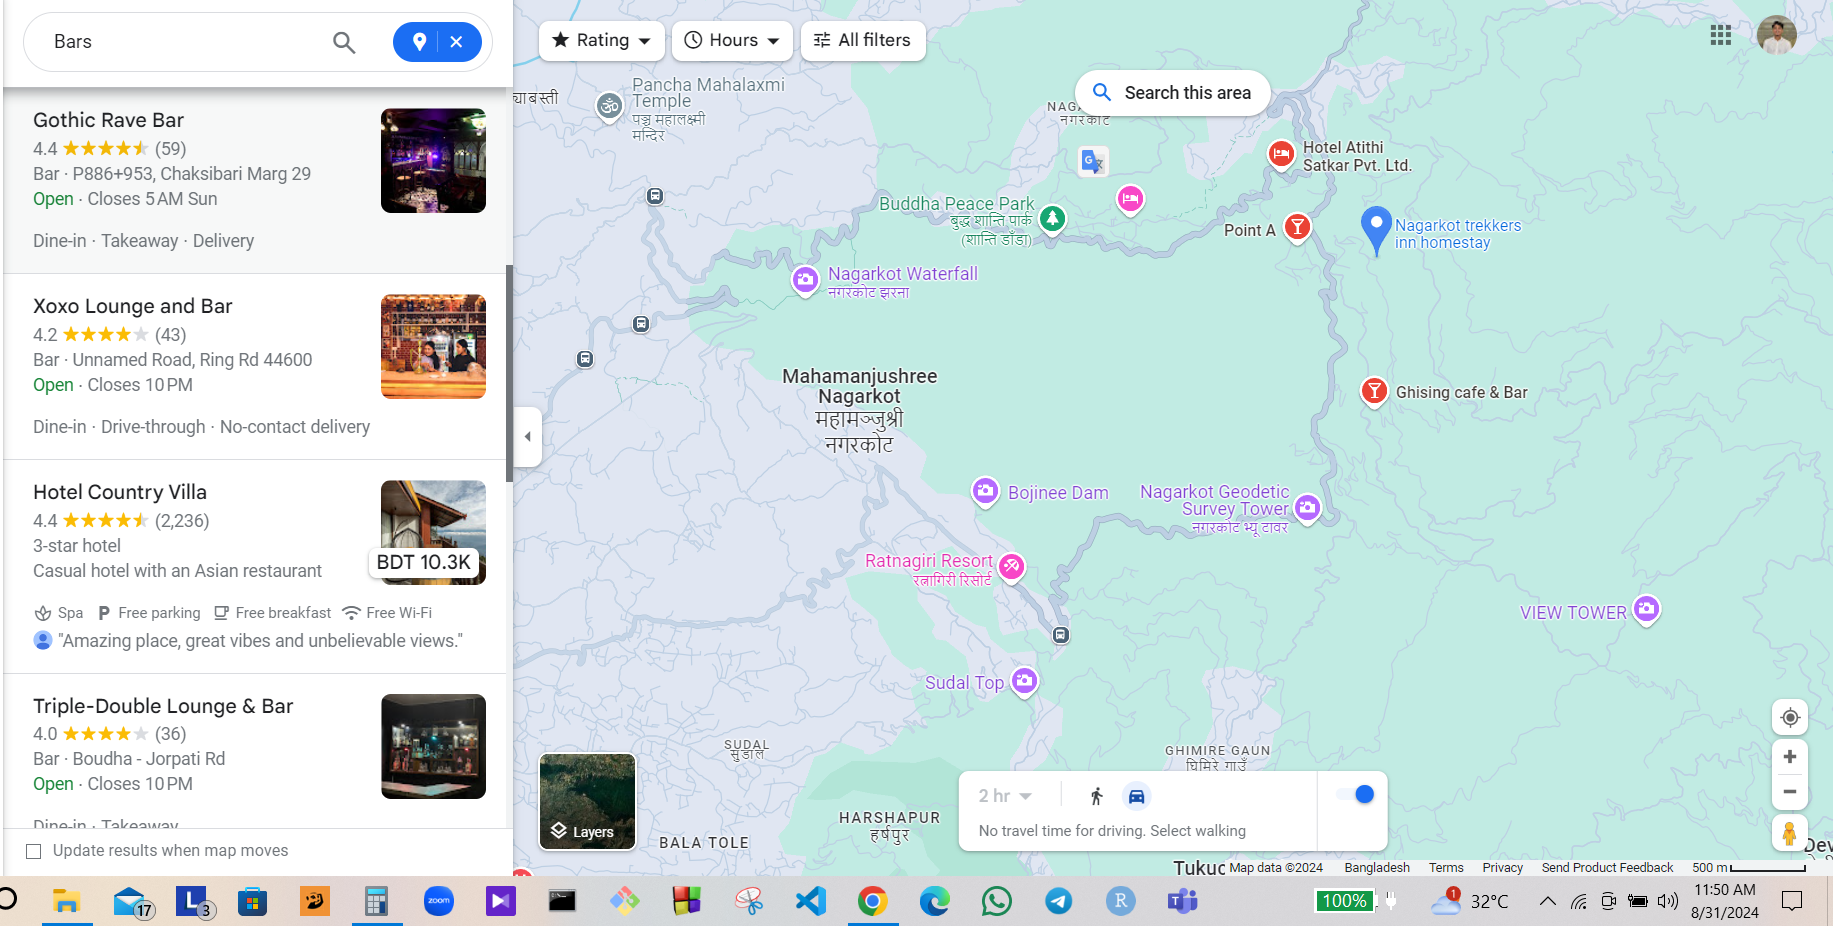 Bars
Gothic Rave Bar
4.4 (59)
Bar · P886+953, Chaksibari Marg 29
Open · Closes 5 AM Sun
Dine-in · Takeaway · Delivery
Xoxo Lounge and Bar
4.2 (43)
Bar · Unnamed Road, Ring Rd 44600
Open · Closes 10 PM
Dine-in · Drive-through · No-contact delivery
Hotel Country Villa
4.4 (2,236)
3-star hotel
Casual hotel with an Asian restaurant
BDT 10.3K
Spa P Free parking Free breakfast Free Wi-Fi
"Amazing place, great vibes and unbelievable views."
Triple-Double Lounge & Bar
4.0 (36)
Bar · Boudha - Jorpati Rd
Open · Closes 10 PM
Dine-in · Takeaway
Update results when map moves
Rating Hours All filters
Search this area
Pancha Mahalaxmi
Temple
पञ्च महालक्ष्मी
मन्दिर
नगरकोट
Hotel Atithi
Satkar Pvt. Ltd.
Buddha Peace Park
बुद्ध शान्ति पार्क
(शान्ति डाँडा)
Point A
Nagarkot trekkers
inn homestay
Nagarkot Waterfall
नगरकोट झरना
Mahamanjushree
Nagarkot
महामञ्जुश्री
नगरकोट
Ghising cafe & Bar
Bojinee Dam
Nagarkot Geodetic
Survey Tower
नगरकोट भ्यू टावर
Ratnagiri Resort
रत्नागिरी रिसोर्ट
VIEW TOWER
Sudal Top
SUDAL
सुडाल
GHIMIRE GAUN
घिमिरे गाउँ
HARSHAPUR
हर्षपुर
BALA TOLE
Layers
2 hr
No travel time for driving. Select walking
Tukuc
Map data ©2024 Bangladesh Terms Privacy Send Product Feedback 500 m
17
L 3
zoom
R
100%
1
32°C
11:50 AM
8/31/2024